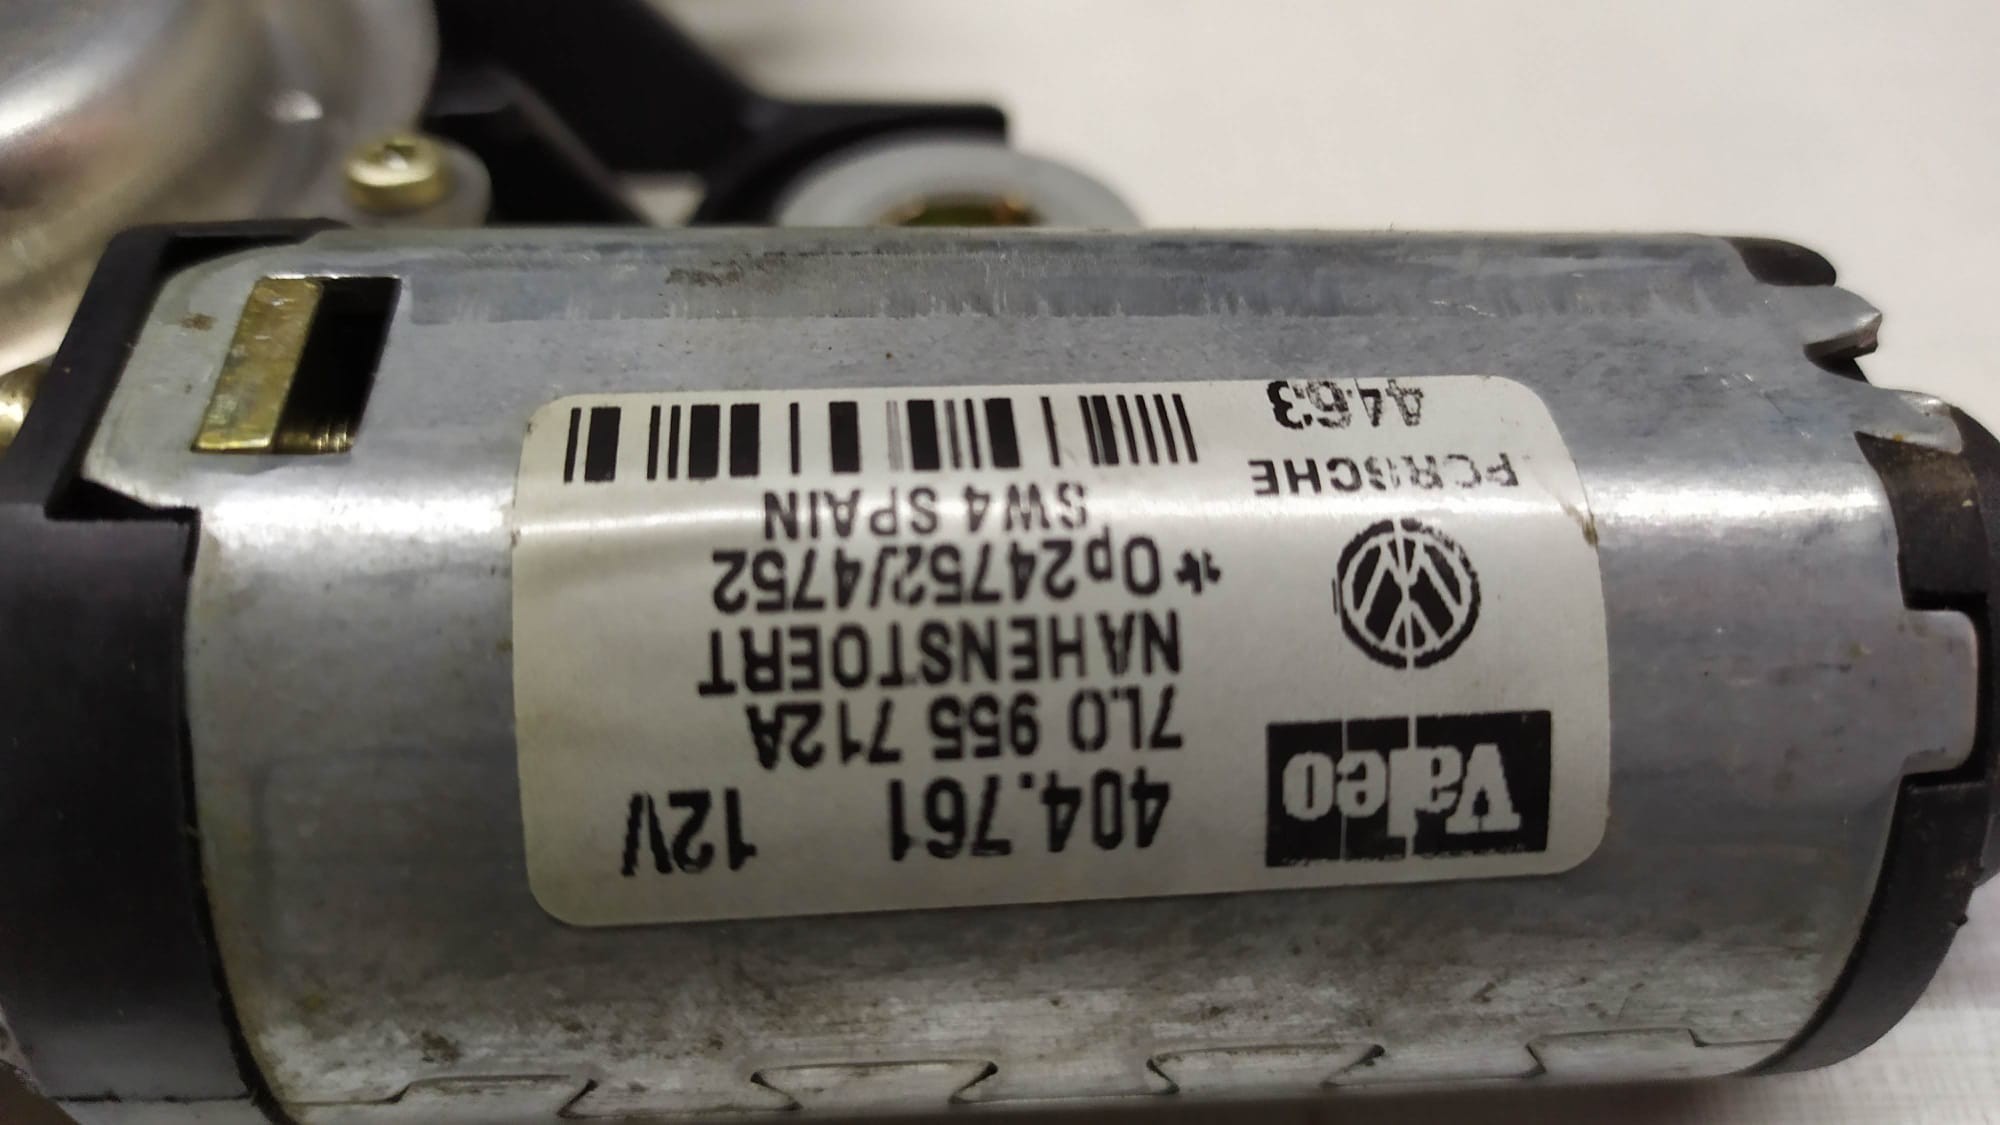 Valeo
404.761 12V
7L0 955 712A
NAHENSTOERT
* Op24752/4752
SW4 SPAIN
PORSCHE
4463